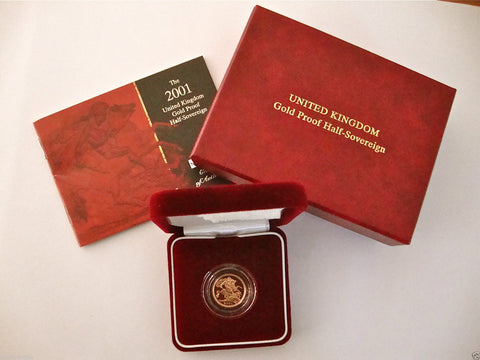 The
2001
United Kingdom
Gold Proof
Half-Sovereign
UNITED KINGDOM
Gold Proof Half-Sovereign